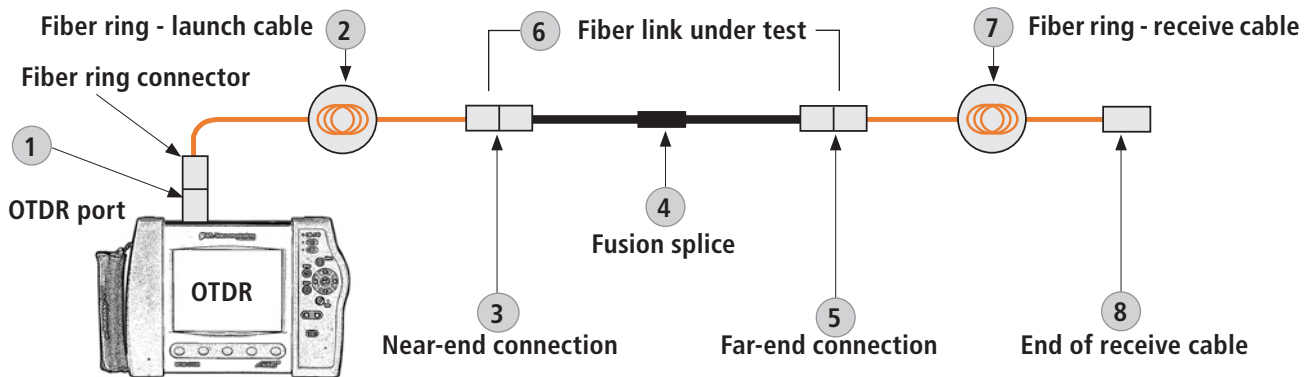 Fiber ring - launch cable 2
6 Fiber link under test
7 Fiber ring - receive cable
Fiber ring connector
1
OTDR port
4
Fusion splice
OTDR
3
Near-end connection
5
Far-end connection
8
End of receive cable